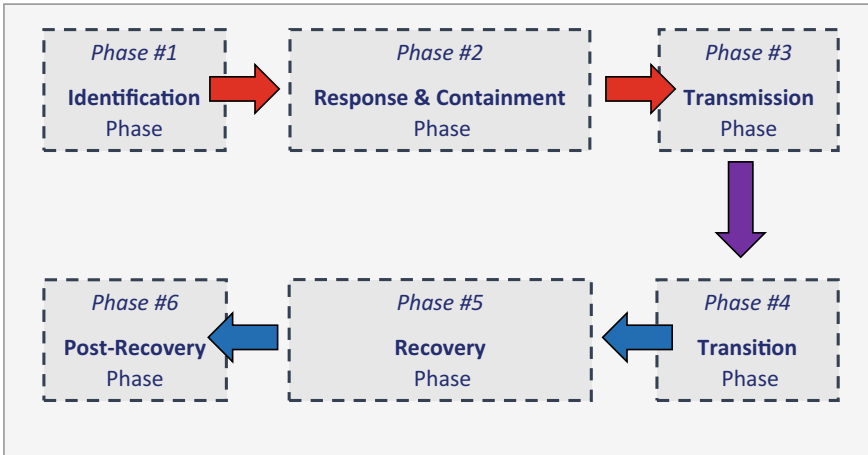 Phase #1
Identification
Phase
Phase #2
Response & Containment
Phase
Phase #3
Transmission
Phase
Phase #6
Post-Recovery
Phase
Phase #5
Recovery
Phase
Phase #4
Transition
Phase